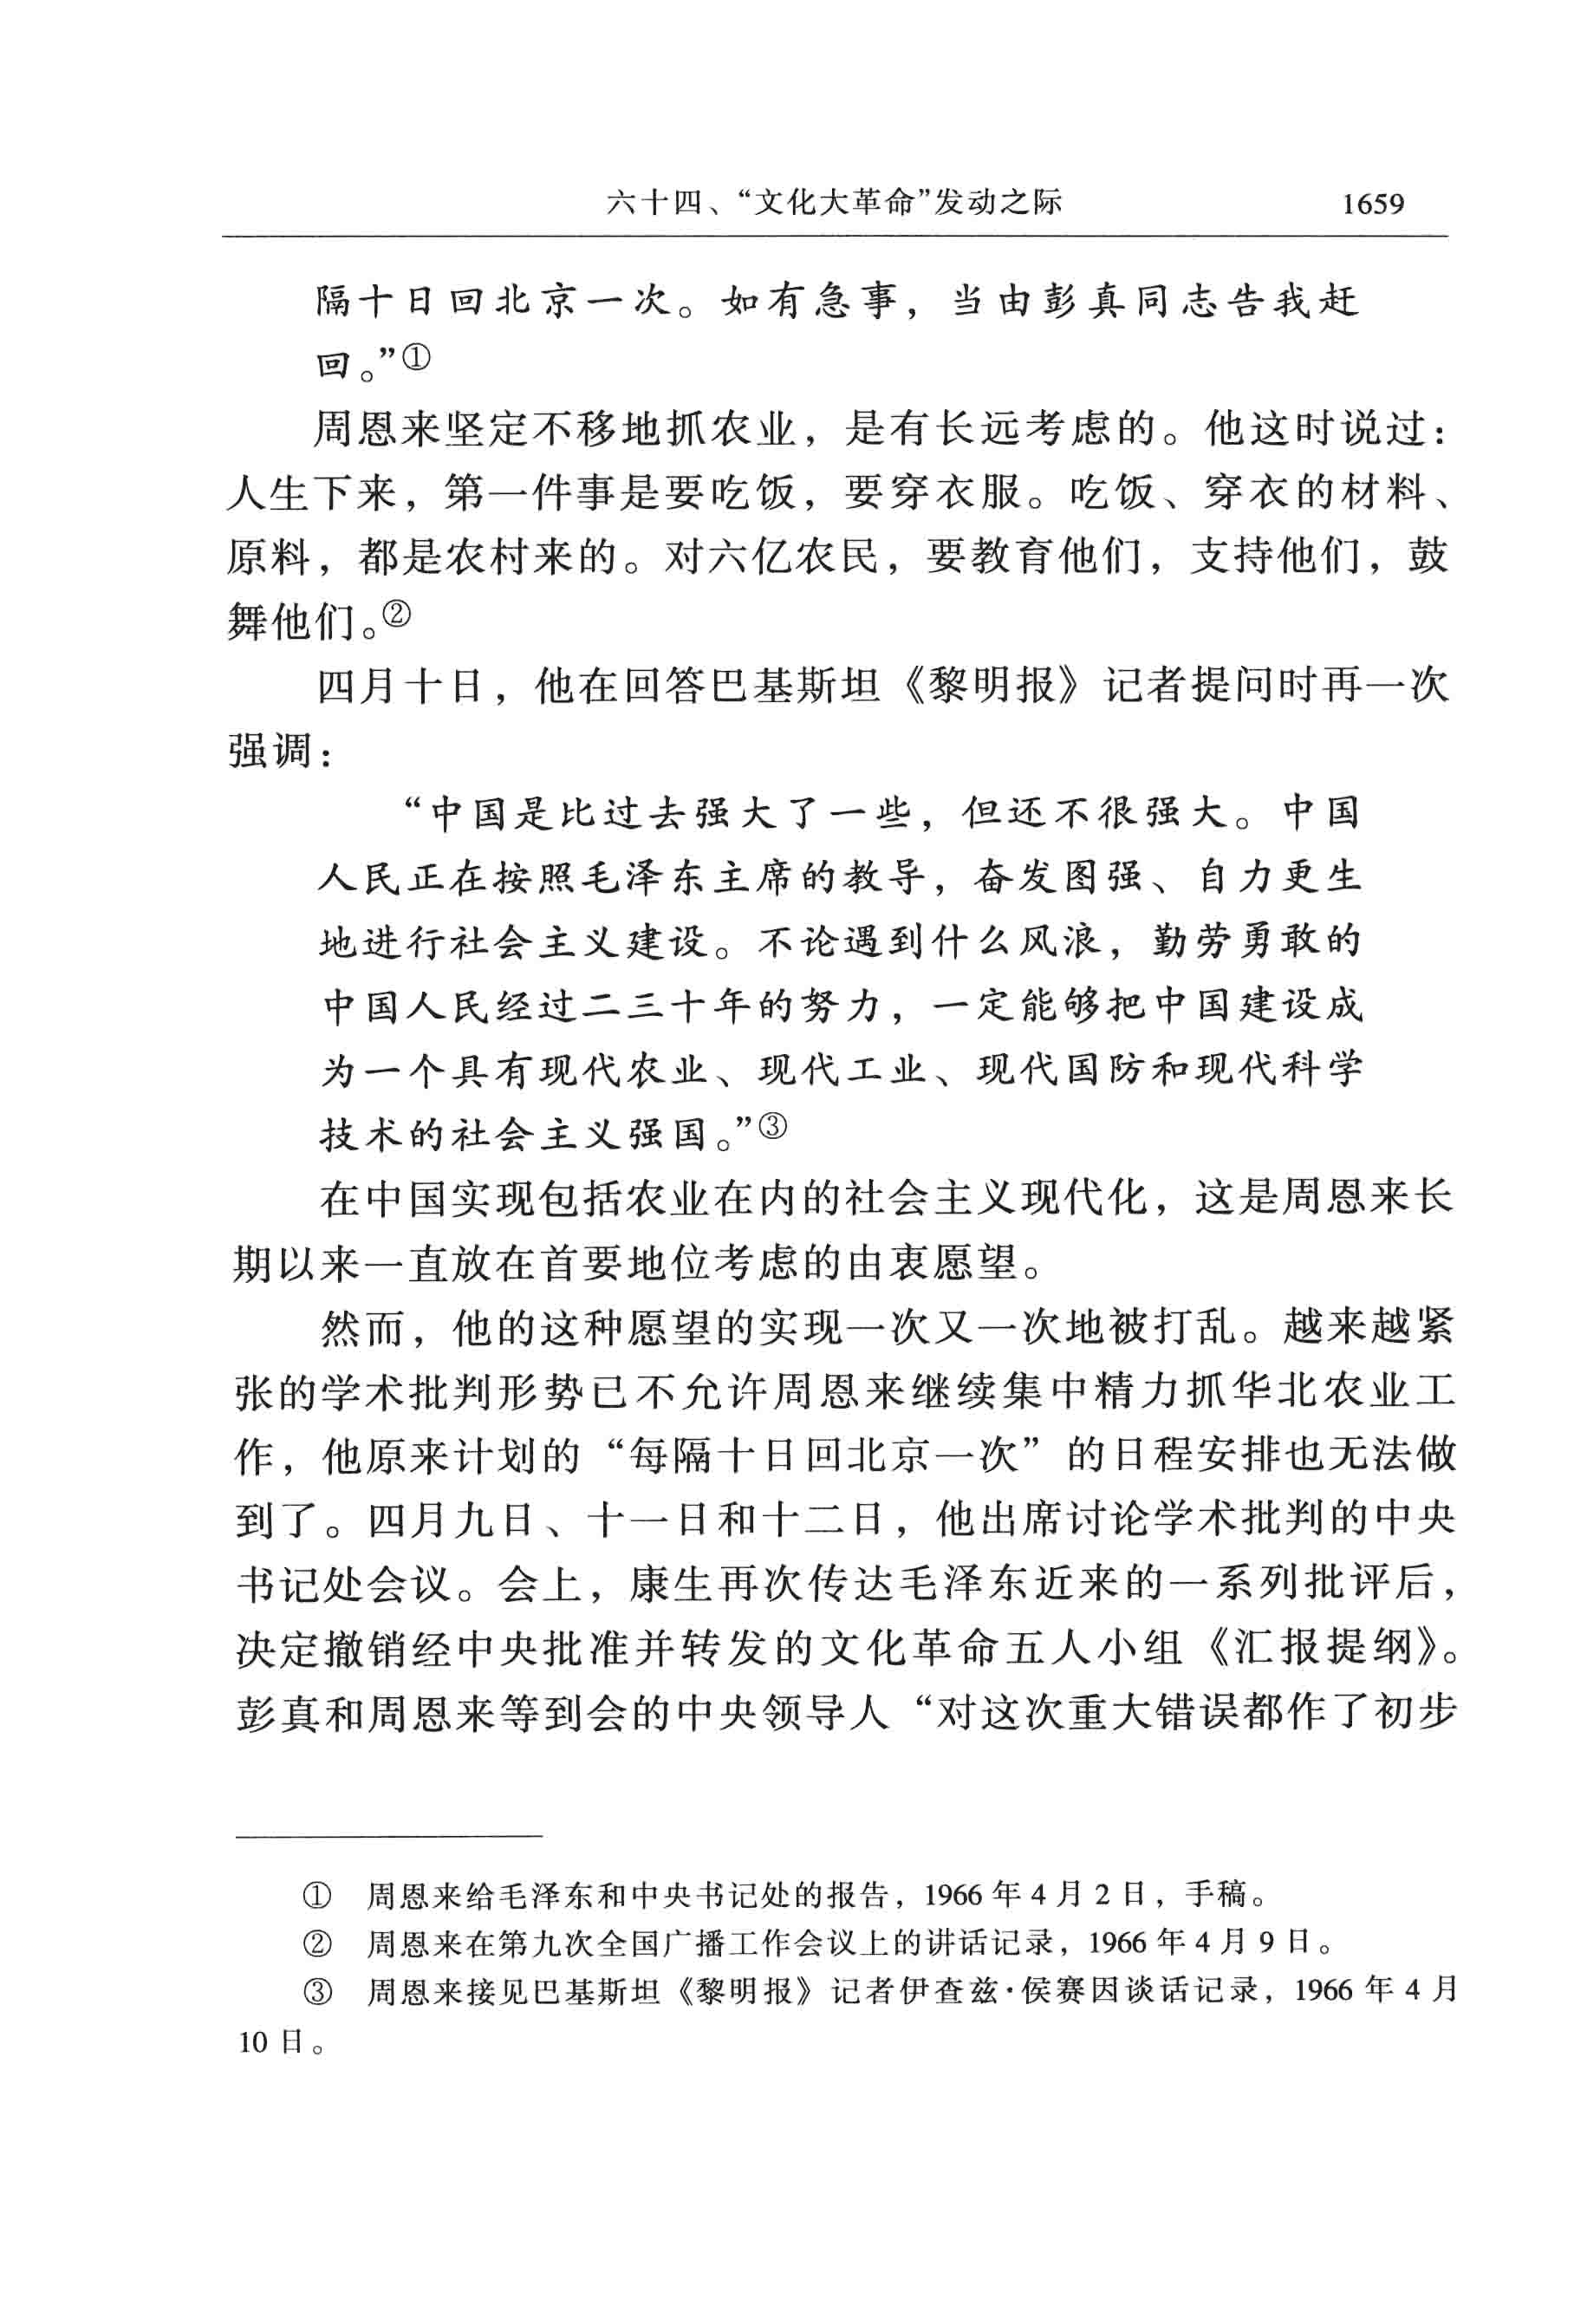 六十四、“文化大革命”发动之际 1659
隔十日回北京一次。如有急事，当由彭真同志告我赶
回。”①
周恩来坚定不移地抓农业，是有长远考虑的。他这时说过：
人生下来，第一件事是要吃饭，要穿衣服。吃饭、穿衣的材料、
原料，都是农村来的。对六亿农民，要教育他们，支持他们，鼓
舞他们。②
四月十日，他在回答巴基斯坦《黎明报》记者提问时再一次
强调：
“中国是比过去强大了一些，但还不很强大。中国
人民正在按照毛泽东主席的教导，奋发图强、自力更生
地进行社会主义建设。不论遇到什么风浪，勤劳勇敢的
中国人民经过二三十年的努力，一定能够把中国建设成
为一个具有现代农业、现代工业、现代国防和现代科学
技术的社会主义强国。”③
在中国实现包括农业在内的社会主义现代化，这是周恩来长
期以来一直放在首要地位考虑的由衷愿望。
然而，他的这种愿望的实现一次又一次地被打乱。越来越紧
张的学术批判形势已不允许周恩来继续集中精力抓华北农业工
作，他原来计划的“每隔十日回北京一次”的日程安排也无法做
到了。四月九日、十一日和十二日，他出席讨论学术批判的中央
书记处会议。会上，康生再次传达毛泽东近来的一系列批评后，
决定撤销经中央批准并转发的文化革命五人小组《汇报提纲》。
彭真和周恩来等到会的中央领导人“对这次重大错误都作了初步
① 周恩来给毛泽东和中央书记处的报告，1966 年 4 月 2 日，手稿。
② 周恩来在第九次全国广播工作会议上的讲话记录，1966 年 4 月 9 日。
③ 周恩来接见巴基斯坦《黎明报》记者伊查兹·侯赛因谈话记录，1966 年 4 月
10 日。